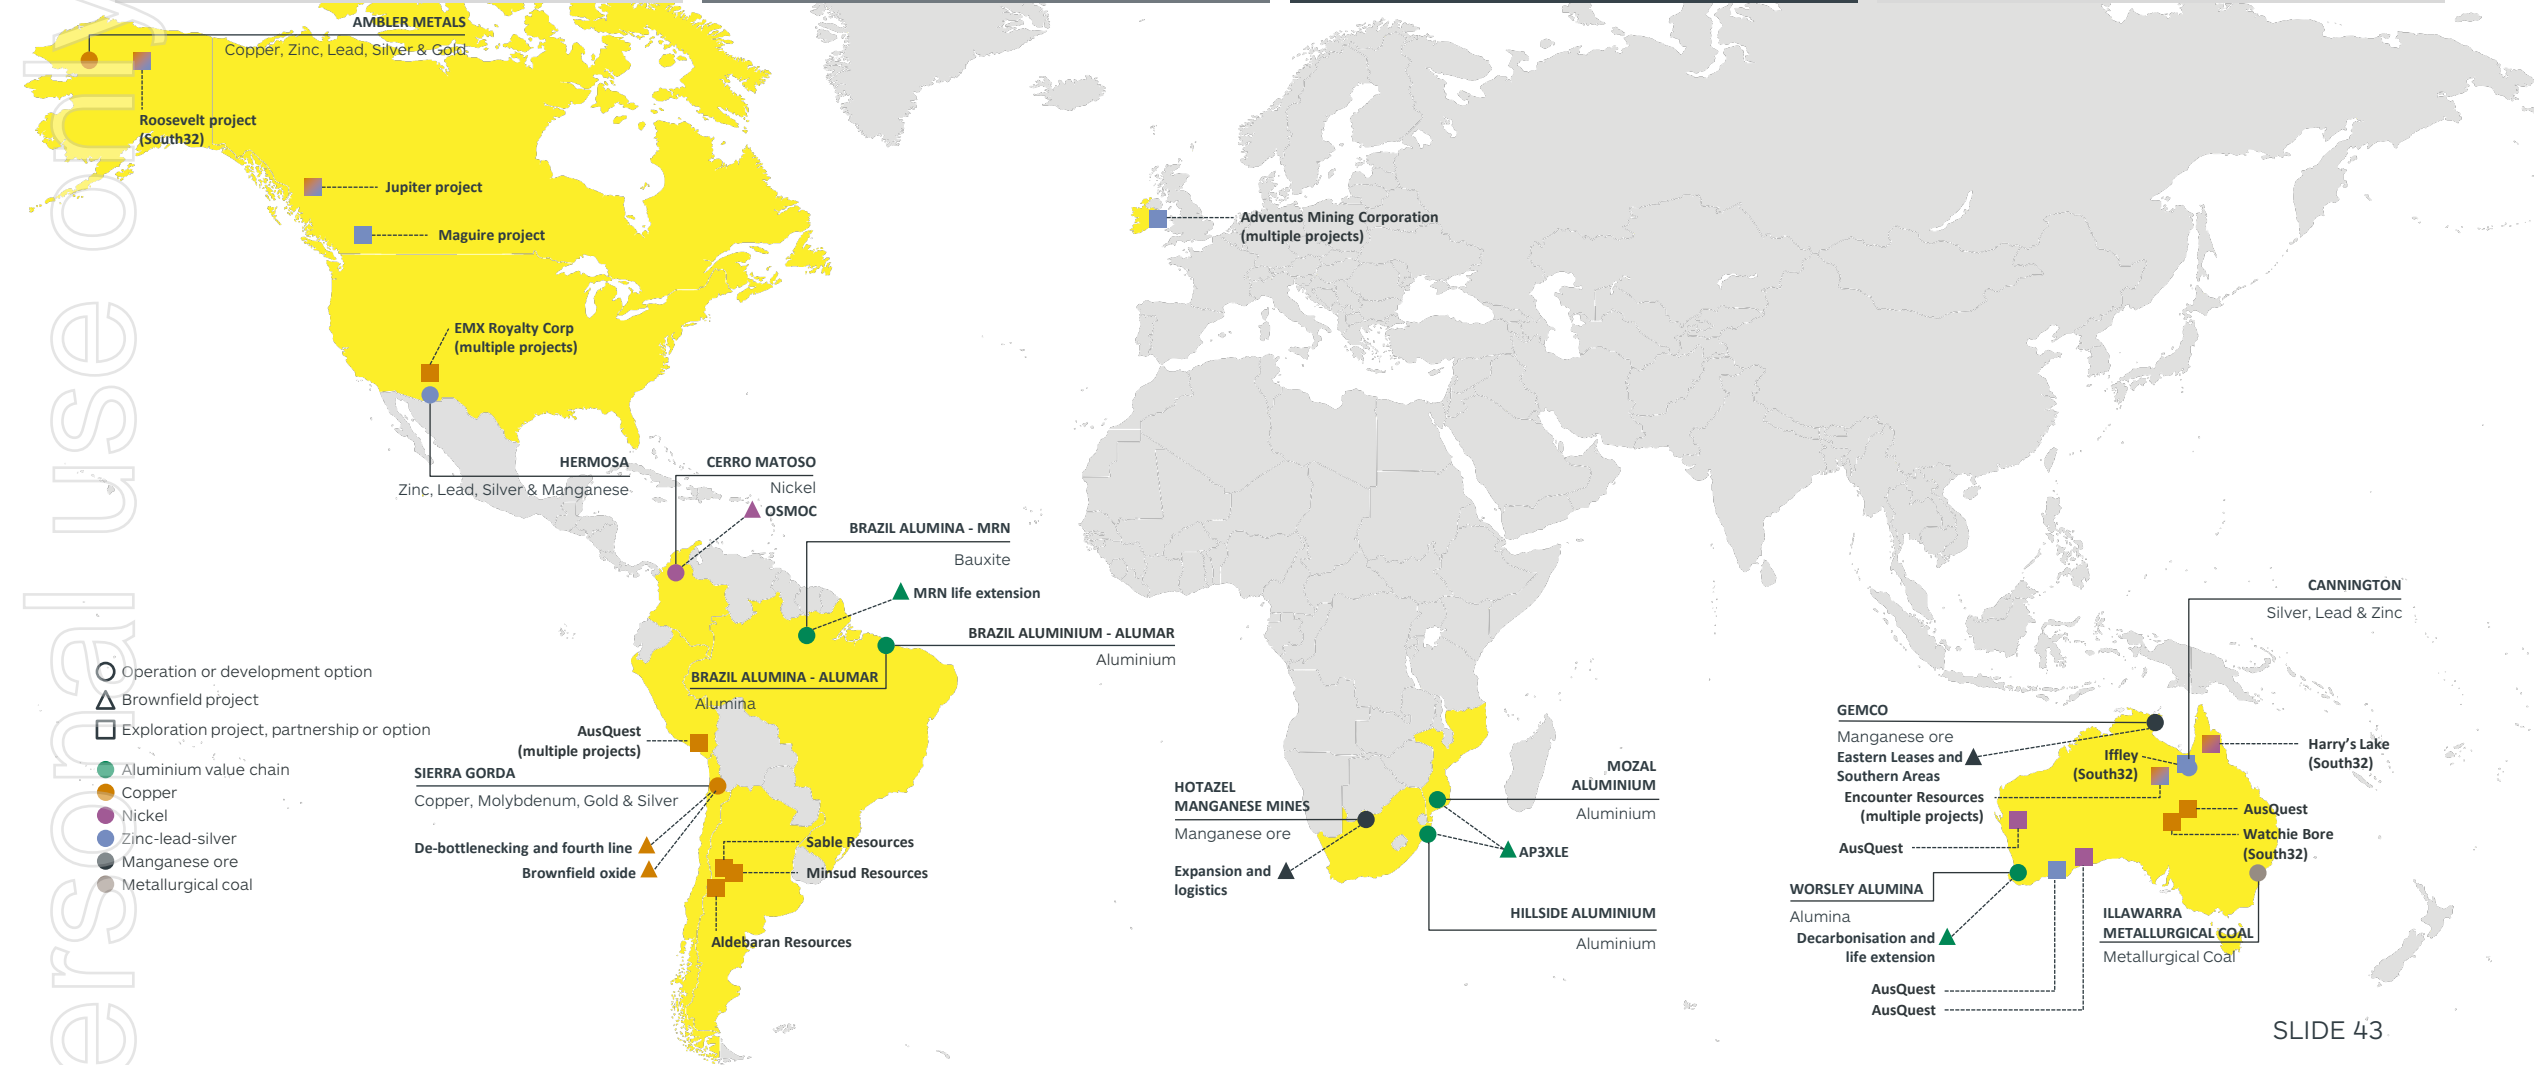 AMBLER METALS
Copper, Zinc, Lead, Silver & Gold
Roosevelt project
(South32)
Jupiter project
Maguire project
EMX Royalty Corp
(multiple projects)
HERMOSA
Zinc, Lead, Silver & Manganese
CERRO MATOSO
Nickel
OSMOC
BRAZIL ALUMINA - MRN
Bauxite
MRN life extension
BRAZIL ALUMINIUM - ALUMAR
Aluminium
BRAZIL ALUMINA - ALUMAR
Alumina
AusQuest
(multiple projects)
SIERRA GORDA
Copper, Molybdenum, Gold & Silver
De-bottlenecking and fourth line
Brownfield oxide
Sable Resources
Minsud Resources
Aldebaran Resources
Operation or development option
Brownfield project
Exploration project, partnership or option
Aluminium value chain
Copper
Nickel
Zinc-lead-silver
Manganese ore
Metallurgical coal
Adventus Mining Corporation
(multiple projects)
HOTAZEL
MANGANESE MINES
Manganese ore
Expansion and
logistics
MOZAL
ALUMINIUM
Aluminium
AP3XLE
HILLSIDE ALUMINIUM
Aluminium
CANNINGTON
Silver, Lead & Zinc
GEMCO
Manganese ore
Eastern Leases and
Southern Areas
Iffley
(South32)
Harry's Lake
(South32)
Encounter Resources
(multiple projects)
AusQuest
Watchie Bore
(South32)
AusQuest
WORSLEY ALUMINA
Alumina
Decarbonisation and
life extension
AusQuest
AusQuest
ILLAWARRA
METALLURGICAL COAL
Metallurgical Coal
SLIDE 43
ersonal use only